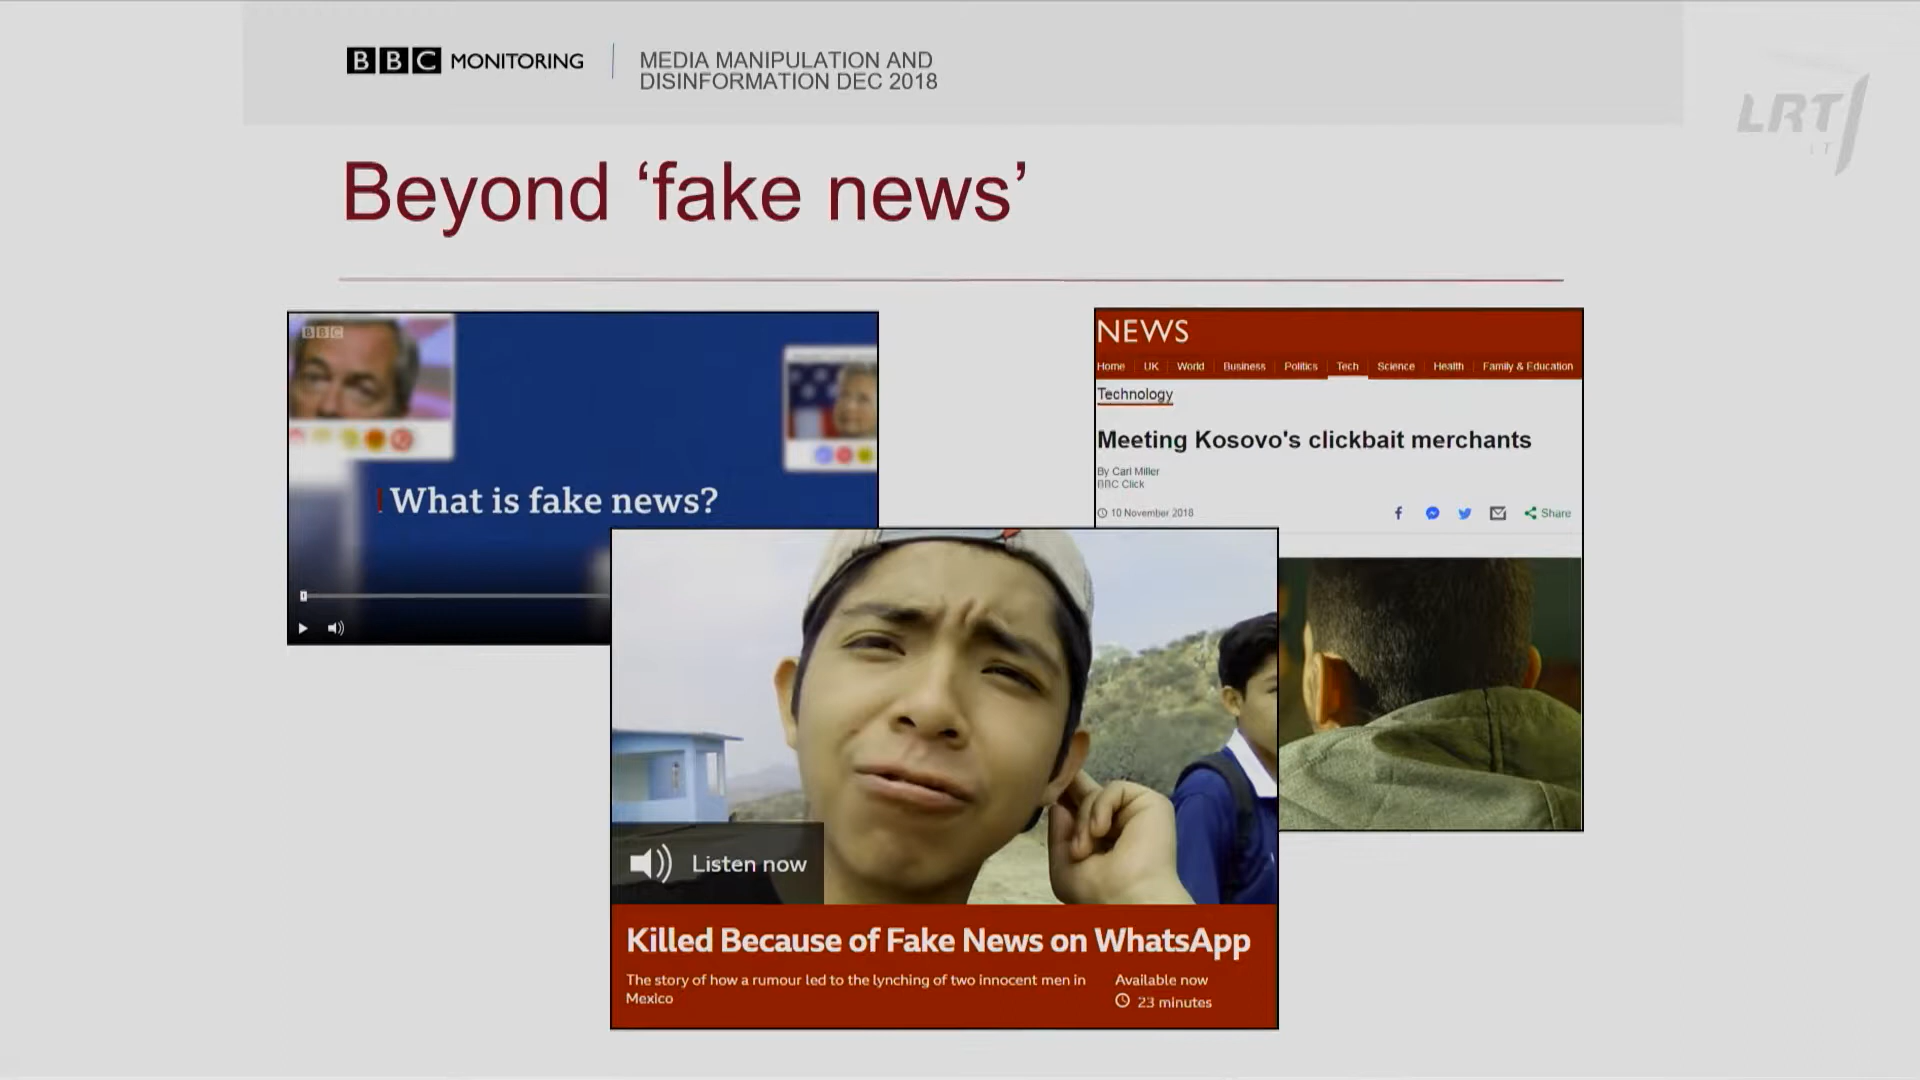 BBC MONITORING
MEDIA MANIPULATION AND
DISINFORMATION DEC 2018
LRT
LT
Beyond ‘fake news’
BBC
What is fake news?
NEWS
Home UK World Business Politics Tech Science Health Family & Education
Technology
Meeting Kosovo's clickbait merchants
By Carl Miller
BBC Click
10 November 2018
Share
Listen now
Killed Because of Fake News on WhatsApp
The story of how a rumour led to the lynching of two innocent men in
Mexico
Available now
23 minutes